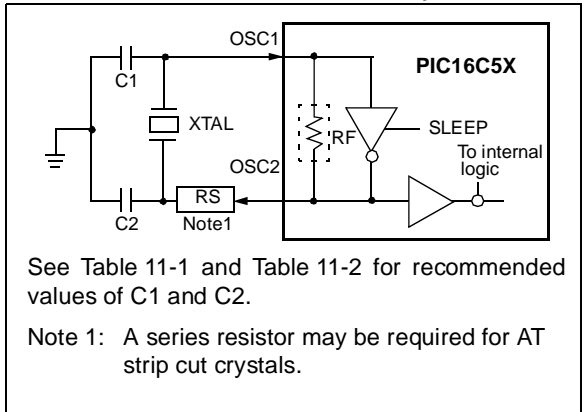 OSC1
PIC16C5X
C1
XTAL
RF
SLEEP
To internal
logic
OSC2
RS
C2
Note1
See Table 11-1 and Table 11-2 for recommended
values of C1 and C2.
Note 1: A series resistor may be required for AT
strip cut crystals.